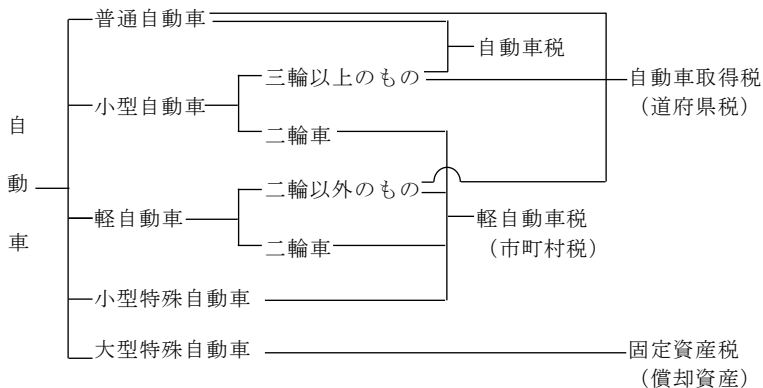 自動車
普通自動車
自動車税
三輪以上のもの
自動車取得税
（道府県税）
小型自動車
二輪車
二輪以外のもの
軽自動車
軽自動車税
（市町村税）
二輪車
小型特殊自動車
大型特殊自動車
固定資産税
（償却資産）